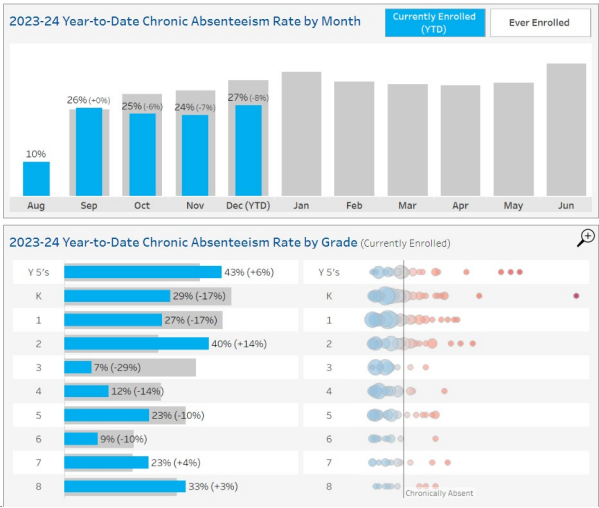 2023-24 Year-to-Date Chronic Absenteeism Rate by Month
Currently Enrolled
(YTD)
Ever Enrolled
10%
26% (+0%)
25% (-6%)
24% (-7%)
27% (-8%)
Aug Sep Oct Nov Dec (YTD) Jan Feb Mar Apr May Jun
2023-24 Year-to-Date Chronic Absenteeism Rate by Grade (Currently Enrolled)
Y 5's 43% (+6%) Y 5's
K 29% (-17%) K
1 27% (-17%) 1
2 40% (+14%) 2
3 7% (-29%) 3
4 12% (-14%) 4
5 23% (-10%) 5
6 9% (-10%) 6
7 23% (+4%) 7
8 33% (+3%) 8
Chronically Absent